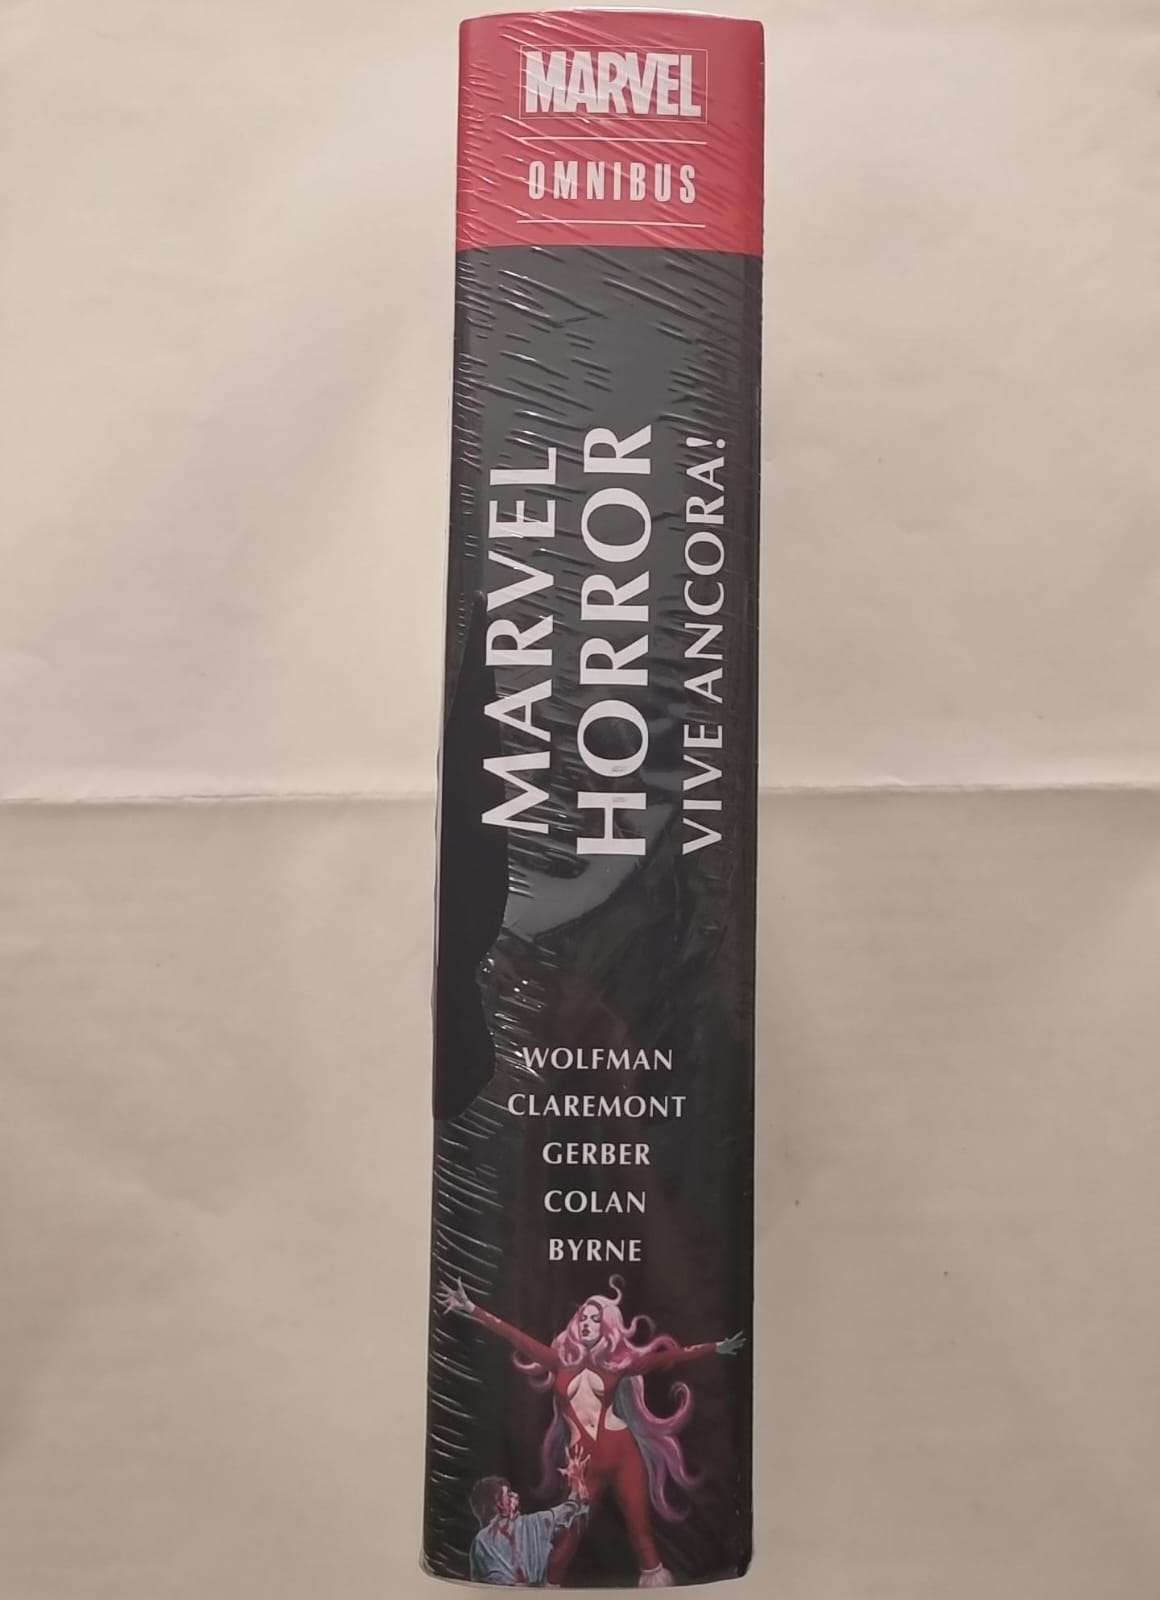 MARVEL
OMNIBUS
MARVEL
HORROR
VIVE ANCORA!
WOLFMAN
CLAREMONT
GERBER
COLAN
BYRNE